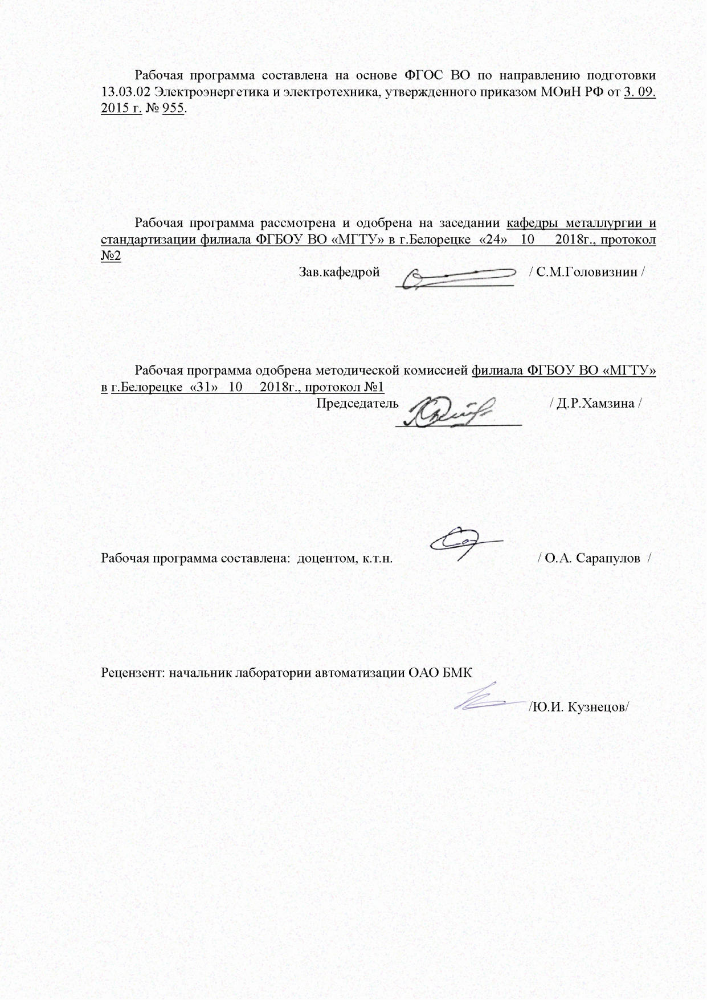 Рабочая программа составлена на основе ФГОС ВО по направлению подготовки
13.03.02 Электроэнергетика и электротехника, утвержденного приказом МОиН РФ от 3. 09.
2015 г. № 955.
Рабочая программа рассмотрена и одобрена на заседании кафедры металлургии и
стандартизации филиала ФГБОУ ВО «МГТУ» в г.Белорецке «24» 10 2018г., протокол
№2
Зав.кафедрой / С.М.Головизнин /
Рабочая программа одобрена методической комиссией филиала ФГБОУ ВО «МГТУ»
в г.Белорецке «31» 10 2018г., протокол №1
Председатель / Д.Р.Хамзина /
Рабочая программа составлена: доцентом, к.т.н. / О.А. Сарапулов /
Рецензент: начальник лаборатории автоматизации ОАО БМК
/Ю.И. Кузнецов/